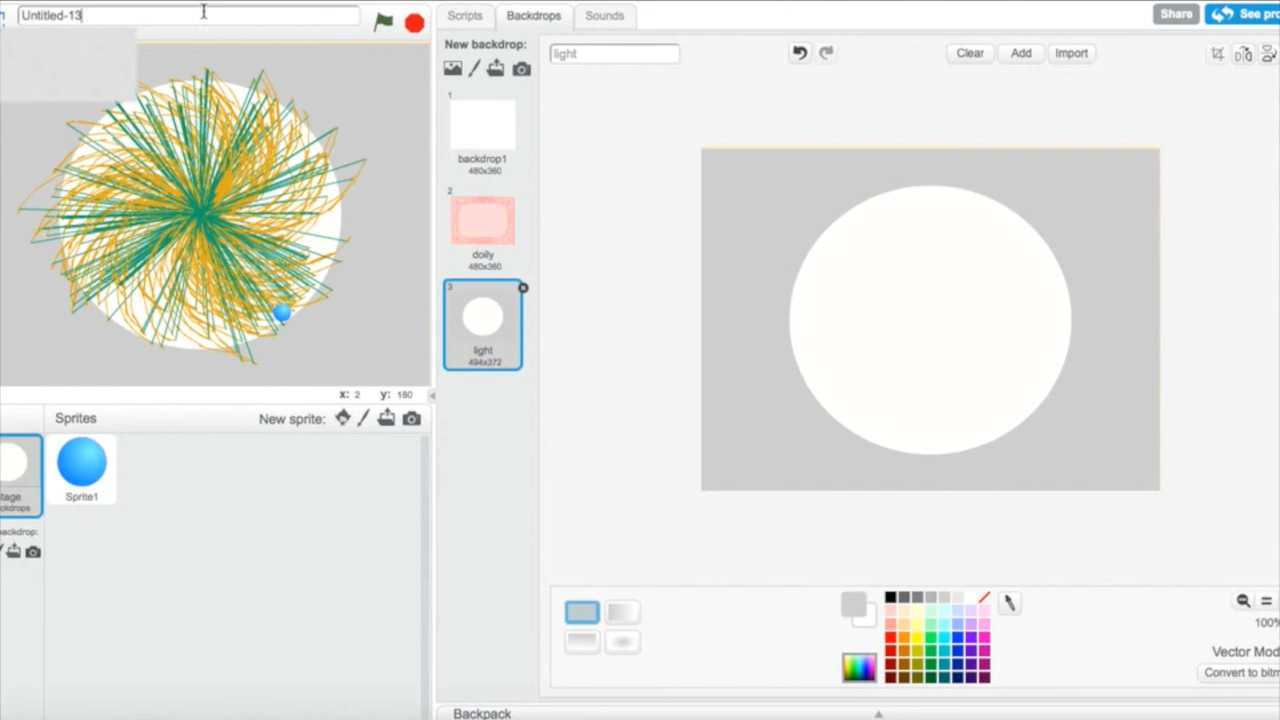 Untitled-13
Scripts
Backdrops
Sounds
Share
See pro
New backdrop:
light
Clear
Add
Import
1
backdrop1
480x360
2
doily
480x360
3
light
494x372
x: 2 y: 180
Sprites
New sprite:
Sprite1
tage
ckdrops
ackdrop:
100%
Vector Mod
Convert to bitm
Backpack